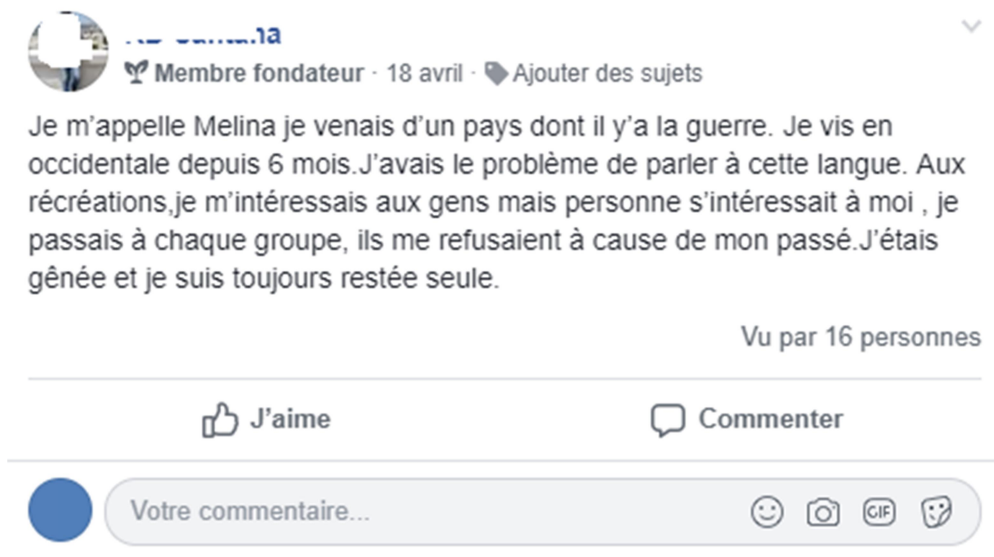 Membre fondateur · 18 avril · Ajouter des sujets
Je m'appelle Melina je venais d'un pays dont il y'a la guerre. Je vis en
occidentale depuis 6 mois.J'avais le problème de parler à cette langue. Aux
récréations,je m'intéressais aux gens mais personne s'intéressait à moi , je
passais à chaque groupe, ils me refusaient à cause de mon passé.J'étais
gênée et je suis toujours restée seule.
Vu par 16 personnes
J'aime Commenter
Votre commentaire... GIF